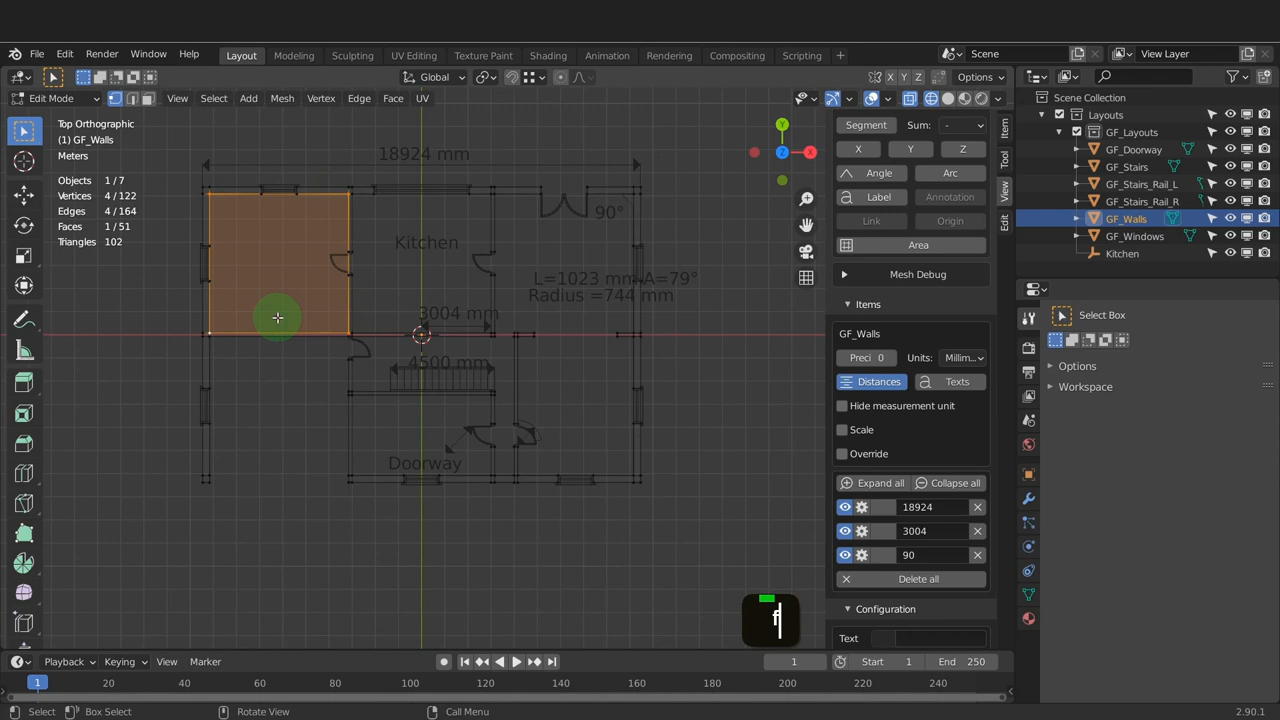 File Edit Render Window Help Layout Modeling Sculpting UV Editing Texture Paint Shading Animation Rendering Compositing Scripting + Scene View Layer
Global Options
Edit Mode View Select Add Mesh Vertex Edge Face UV
Top Orthographic
(1) GF_Walls
Meters
Objects 1/7
Vertices 4/122
Edges 4/164
Faces 1/51
Triangles 102
18924 mm
90°
Kitchen
L=1023 mm A=79°
Radius =744 mm
3004 mm
4500 mm
Doorway
Y
X
Z
f
Segment Sum: -
X Y Z
Angle Arc
Label Annotation
Link Origin
Area
Mesh Debug
Items
GF_Walls
Preci 0 Units: Millim...
Distances Texts
Hide measurement unit
Scale
Override
Expand all Collapse all
18924
3004
90
Delete all
Configuration
Text
Item
Tool
View
Edit
Scene Collection
Layouts
GF_Layouts
GF_Doorway
GF_Stairs
GF_Stairs_Rail_L
GF_Stairs_Rail_R
GF_Walls
GF_Windows
Kitchen
Select Box
Options
Workspace
Playback Keying View Marker 1 Start 1 End 250
1 20 40 60 80 100 120 140 160 180 200 220 240
Select Box Select Rotate View Call Menu 2.90.1